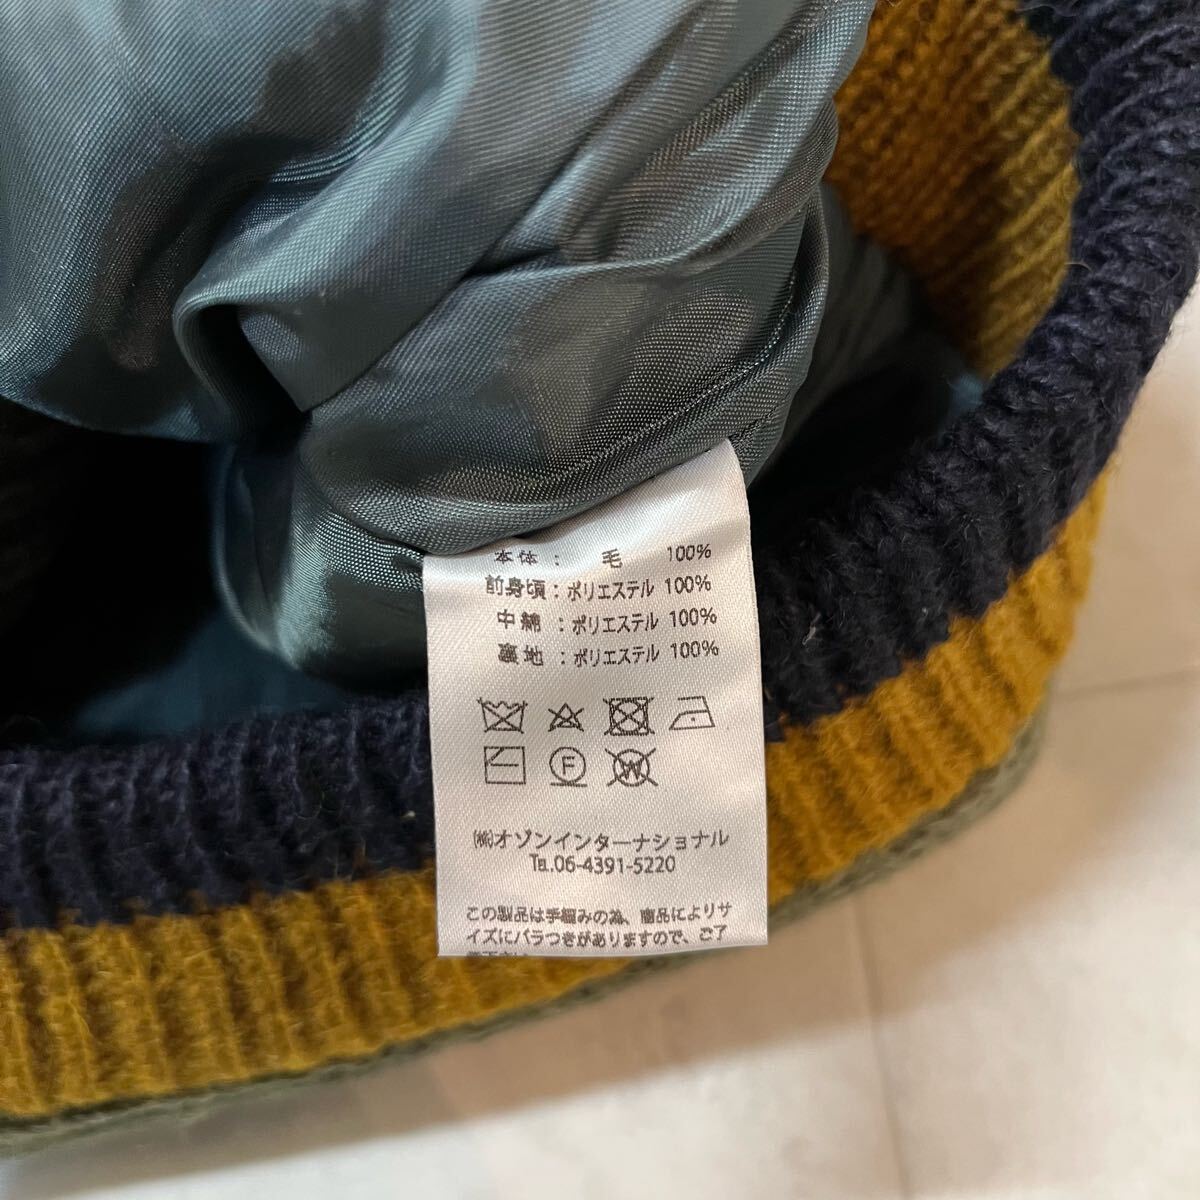 本体： 毛 100%
前身頃：ポリエステル 100%
中綿：ポリエステル 100%
裏地：ポリエステル 100%
F
W
㈱オゾンインターナショナル
TEL.06-4391-5220
この製品は手編みの為、商品によりサ
イズにバラつきがありますので、ご了